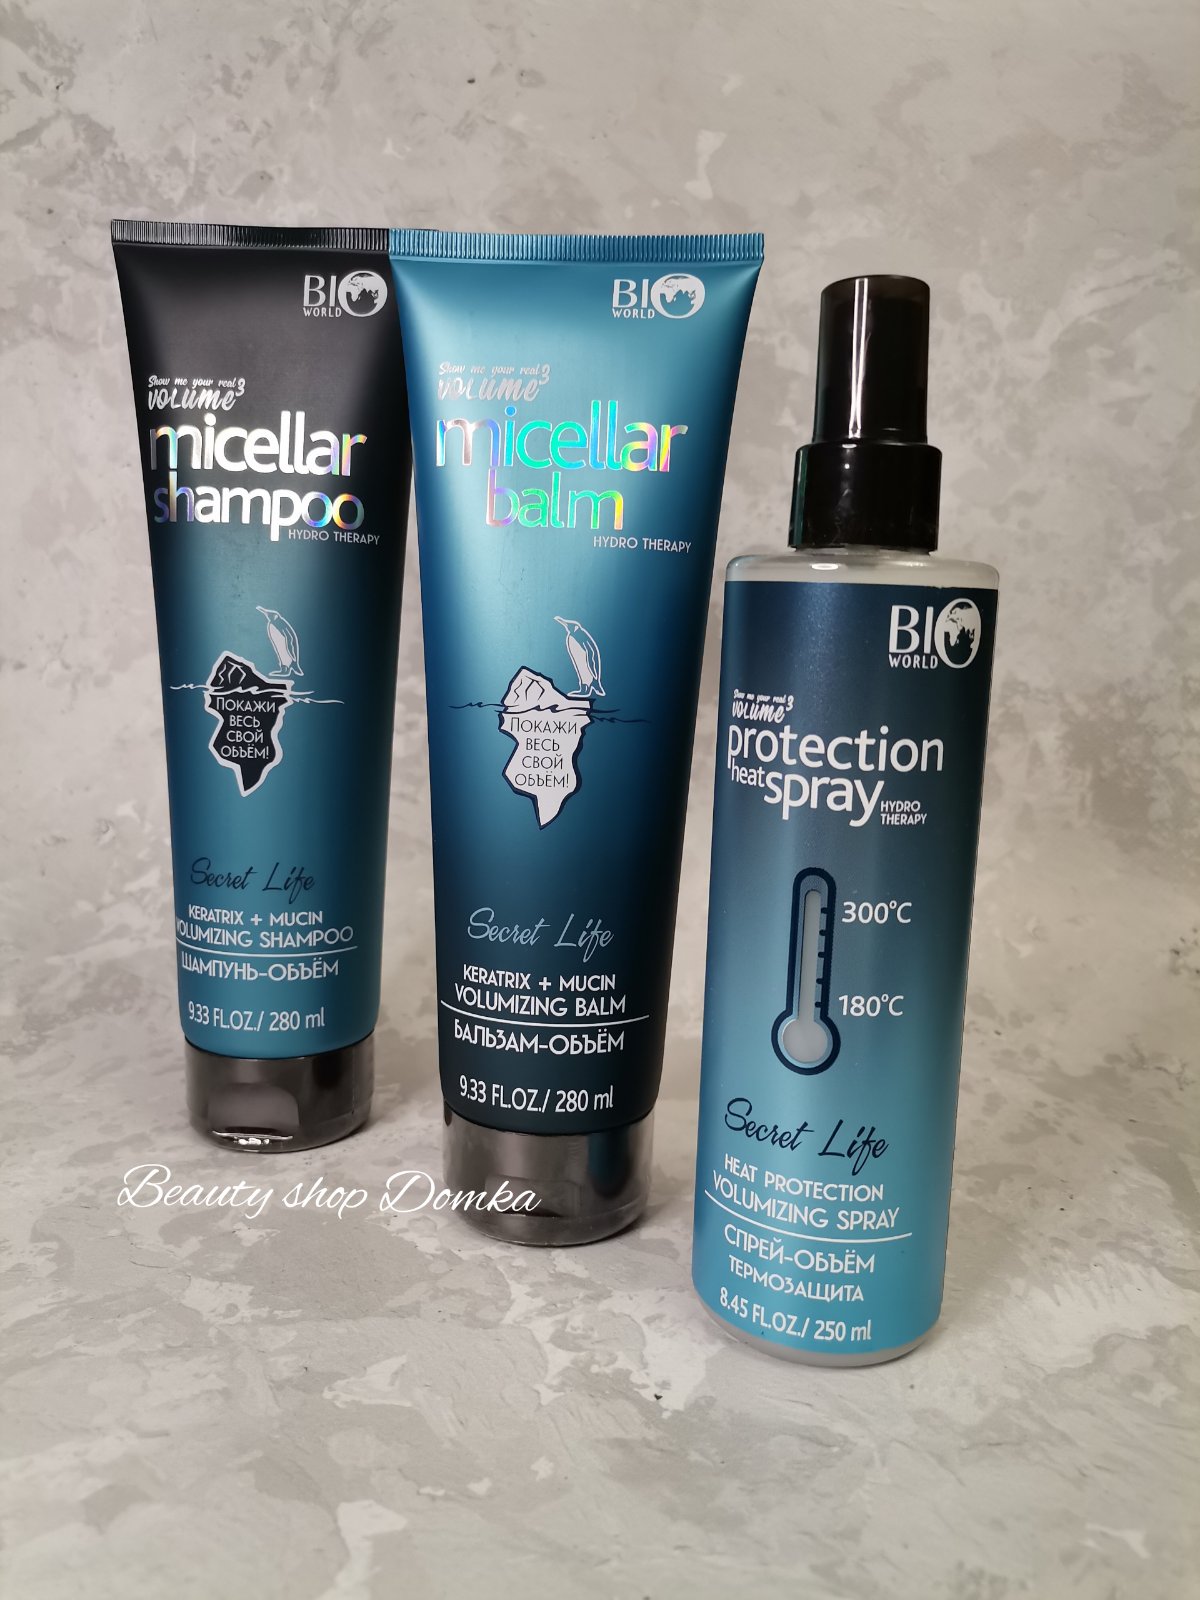 BIO
WORLD
Show me your real
VOLUME³
micellar
shampoo
HYDRO THERAPY
ПОКАЖИ
ВЕСЬ
СВОЙ
ОБЪЁМ!
Secret Life
KERATRIX + MUCIN
VOLUMIZING SHAMPOO
ШАМПУНЬ-ОБЪЁМ
9.33 FL.OZ./ 280 ml
BIO
WORLD
Show me your real
VOLUME³
micellar
balm
HYDRO THERAPY
ПОКАЖИ
ВЕСЬ
СВОЙ
ОБЪЁМ!
Secret Life
KERATRIX + MUCIN
VOLUMIZING BALM
БАЛЬЗАМ-ОБЪЁМ
9.33 FL.OZ./ 280 ml
BIO
WORLD
Show me your real
VOLUME³
protection
heat spray
HYDRO
THERAPY
300°C
180°C
Secret Life
HEAT PROTECTION
VOLUMIZING SPRAY
СПРЕЙ-ОБЪЁМ
ТЕРМОЗАЩИТА
8.45 FL.OZ./ 250 ml
Beauty shop Domka